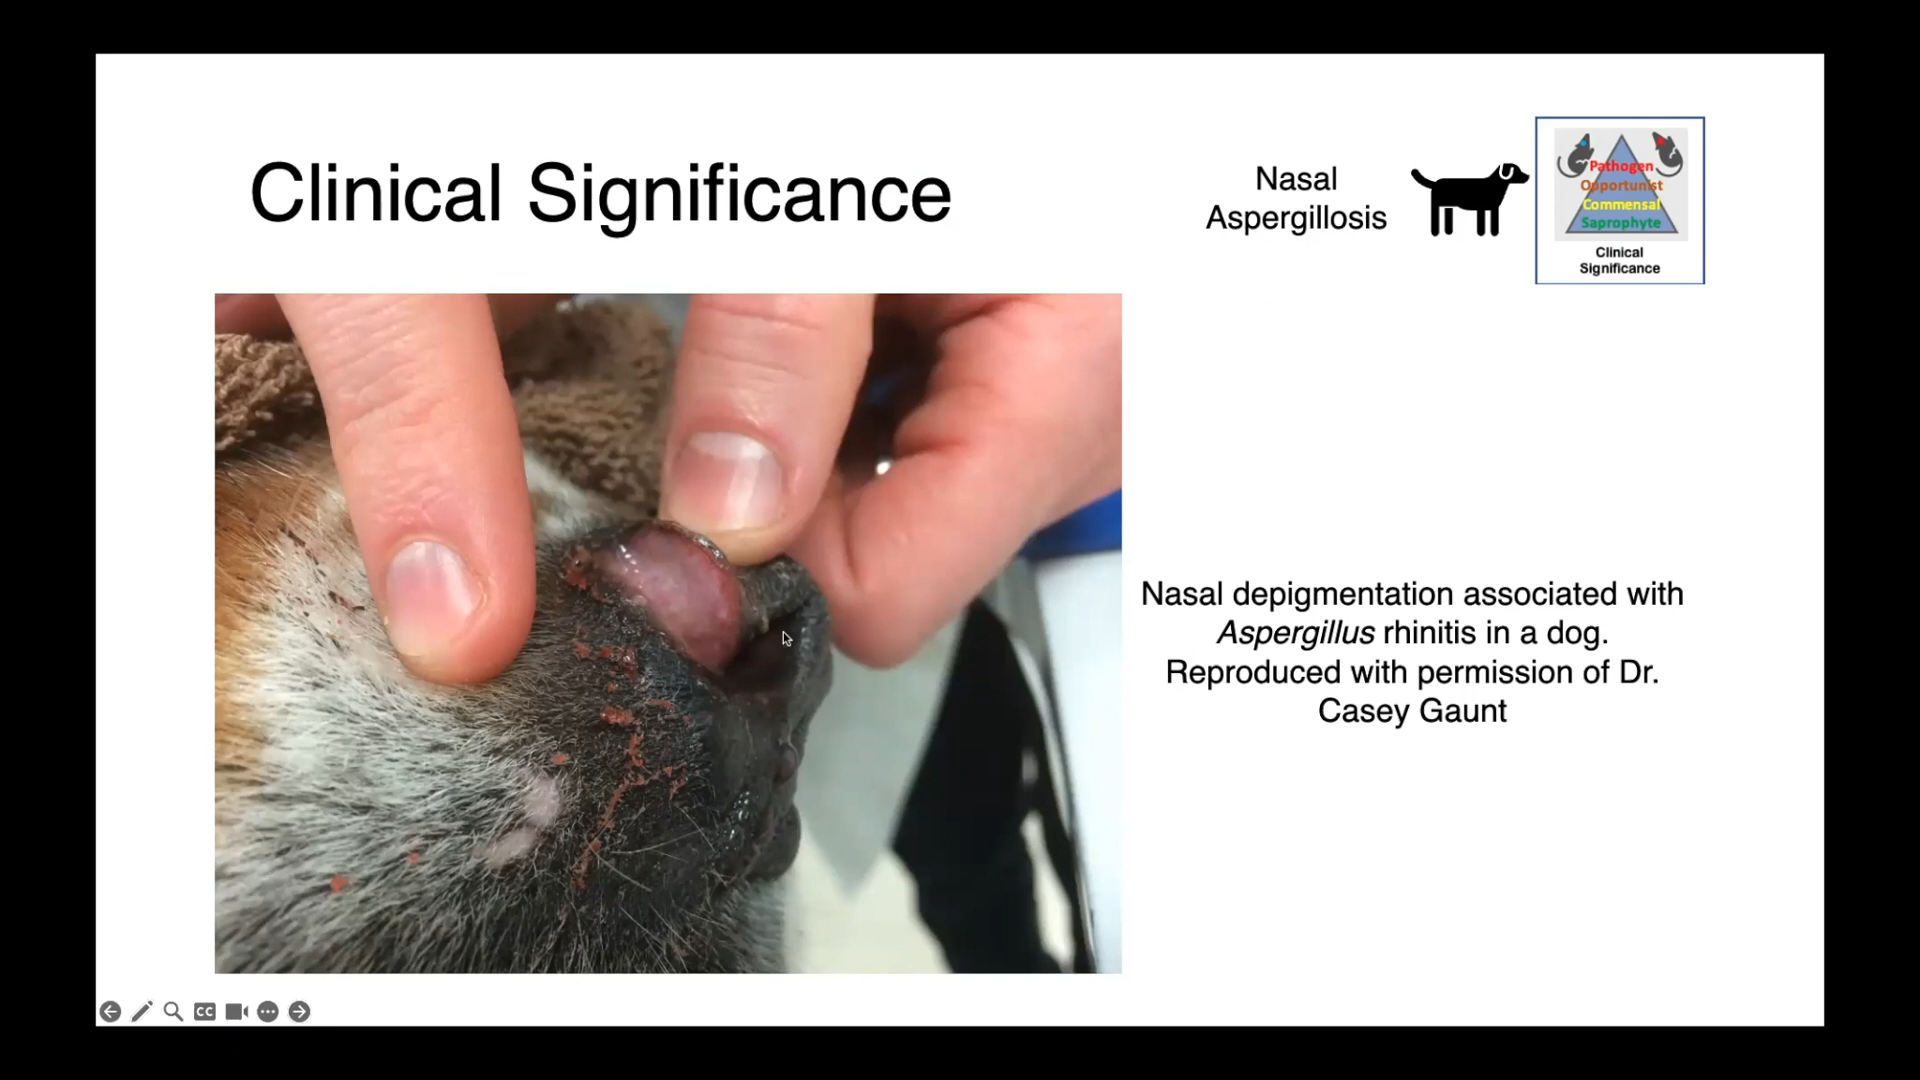 Clinical Significance
Nasal
Aspergillosis
Pathogen
Opportunist
Commensal
Saprophyte
Clinical
Significance
Nasal depigmentation associated with
Aspergillus rhinitis in a dog.
Reproduced with permission of Dr.
Casey Gaunt
CC